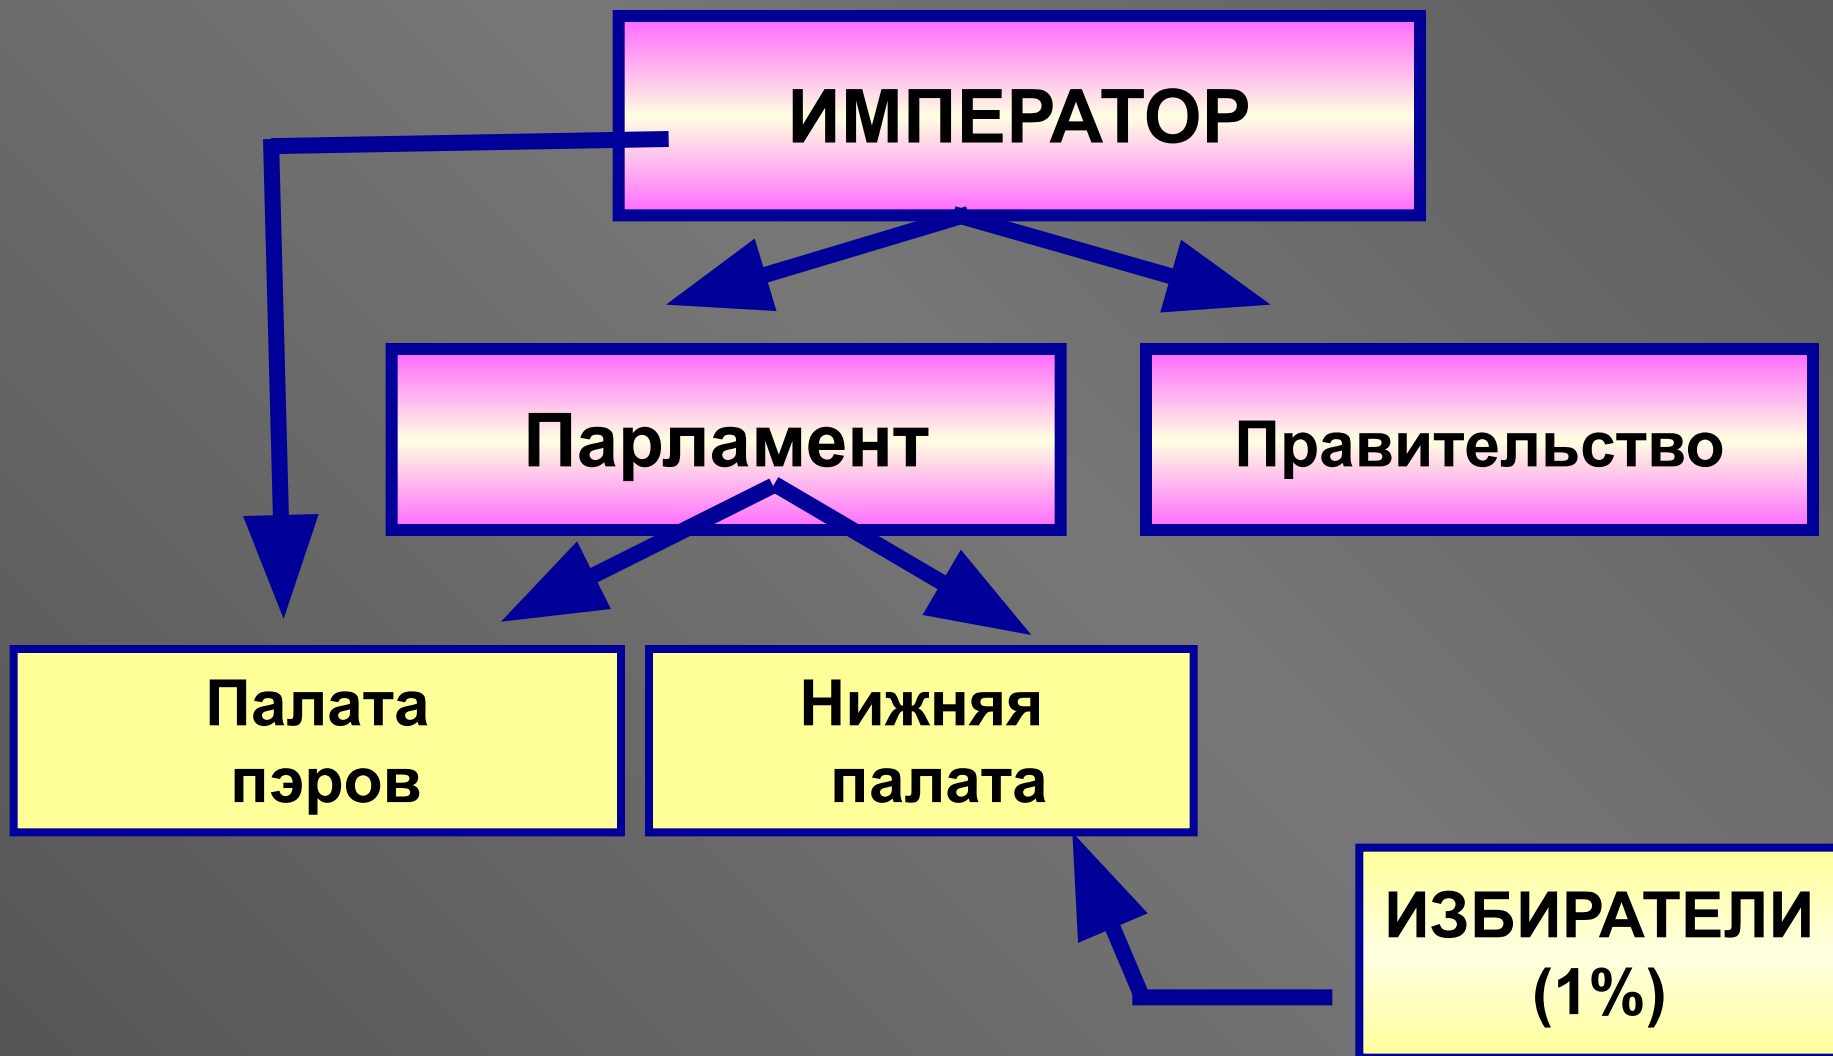 ИМПЕРАТОР
Парламент
Правительство
Палата
пэров
Нижняя
палата
ИЗБИРАТЕЛИ
(1%)